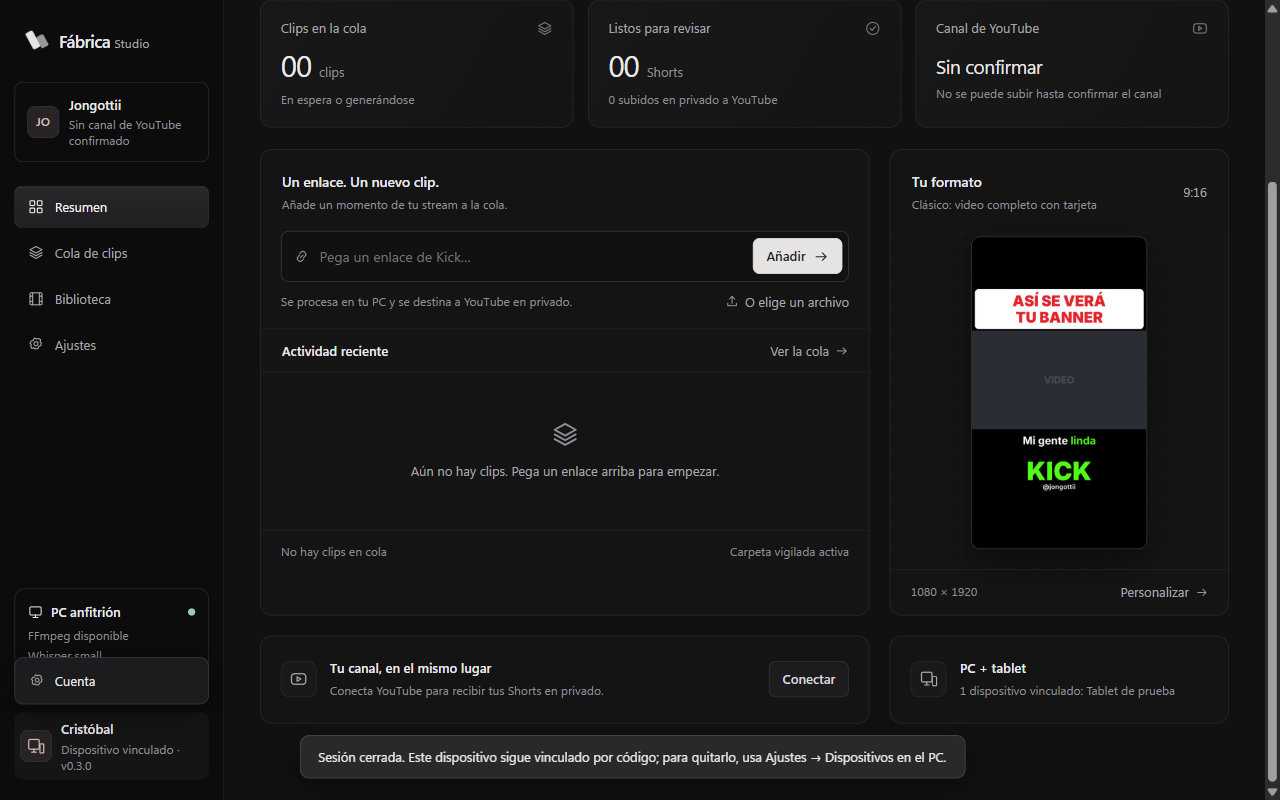 Fábrica Studio
JO
Jongottii
Sin canal de YouTube
confirmado
Resumen
Cola de clips
Biblioteca
Ajustes
PC anfitrión
FFmpeg disponible
Whisper small
Cuenta
Cristóbal
Dispositivo vinculado ·
v0.3.0
Clips en la cola
00 clips
En espera o generándose
Listos para revisar
00 Shorts
0 subidos en privado a YouTube
Canal de YouTube
Sin confirmar
No se puede subir hasta confirmar el canal
Un enlace. Un nuevo clip.
Añade un momento de tu stream a la cola.
Pega un enlace de Kick...
Añadir →
Se procesa en tu PC y se destina a YouTube en privado.
O elige un archivo
Actividad reciente
Ver la cola →
Aún no hay clips. Pega un enlace arriba para empezar.
No hay clips en cola
Carpeta vigilada activa
Tu formato
Clásico: video completo con tarjeta
9:16
ASÍ SE VERÁ
TU BANNER
VIDEO
Mi gente linda
KICK
@jongottii
1080 × 1920
Personalizar →
Tu canal, en el mismo lugar
Conecta YouTube para recibir tus Shorts en privado.
Conectar
PC + tablet
1 dispositivo vinculado: Tablet de prueba
Sesión cerrada. Este dispositivo sigue vinculado por código; para quitarlo, usa Ajustes → Dispositivos en el PC.